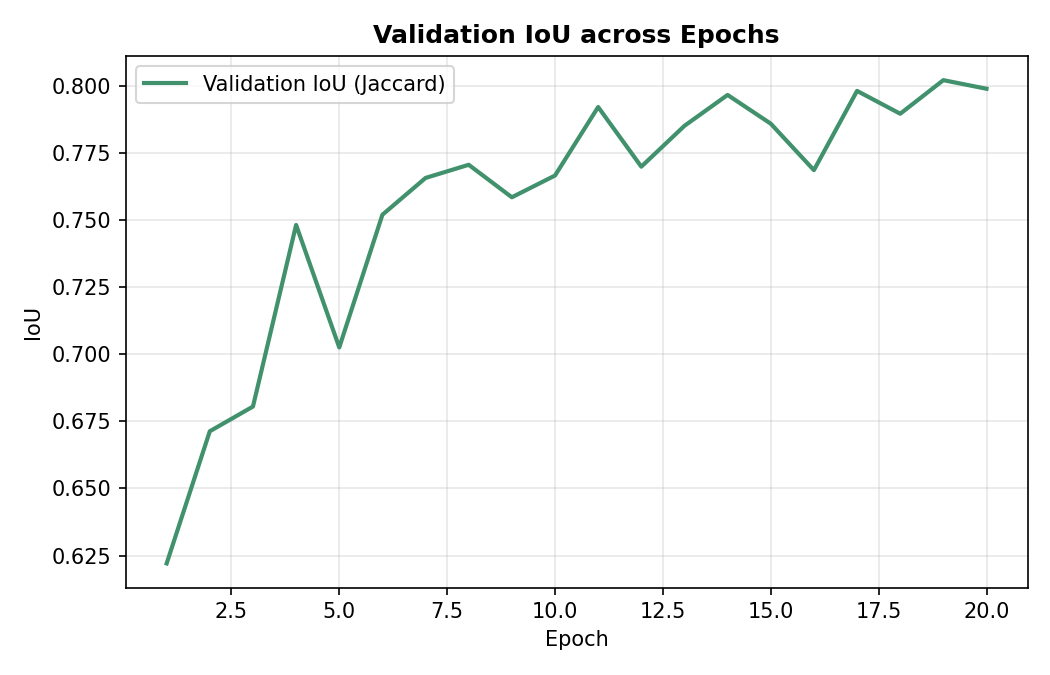 Validation IoU across Epochs
Validation IoU (Jaccard)
0.800
0.775
0.750
0.725
0.700
0.675
0.650
0.625
IoU
2.5 5.0 7.5 10.0 12.5 15.0 17.5 20.0
Epoch